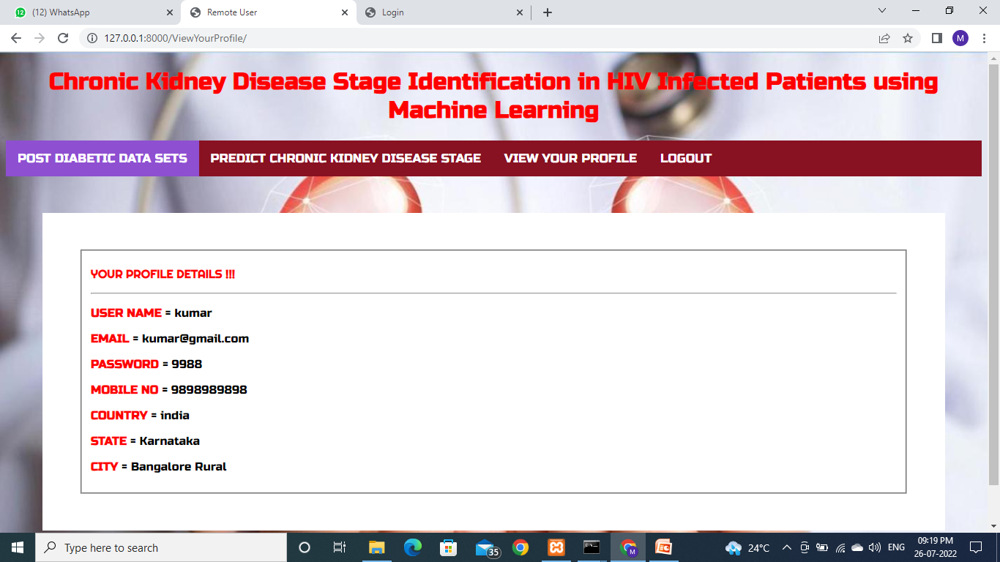 (12) WhatsApp
Remote User
Login
127.0.0.1:8000/ViewYourProfile/
M
Chronic Kidney Disease Stage Identification in HIV Infected Patients using
Machine Learning
POST DIABETIC DATA SETS
PREDICT CHRONIC KIDNEY DISEASE STAGE
VIEW YOUR PROFILE
LOGOUT
YOUR PROFILE DETAILS !!!
USER NAME = kumar
EMAIL = kumar@gmail.com
PASSWORD = 9988
MOBILE NO = 9898989898
COUNTRY = india
STATE = Karnataka
CITY = Bangalore Rural
Type here to search
35
M
24°C
ENG
09:19 PM
26-07-2022